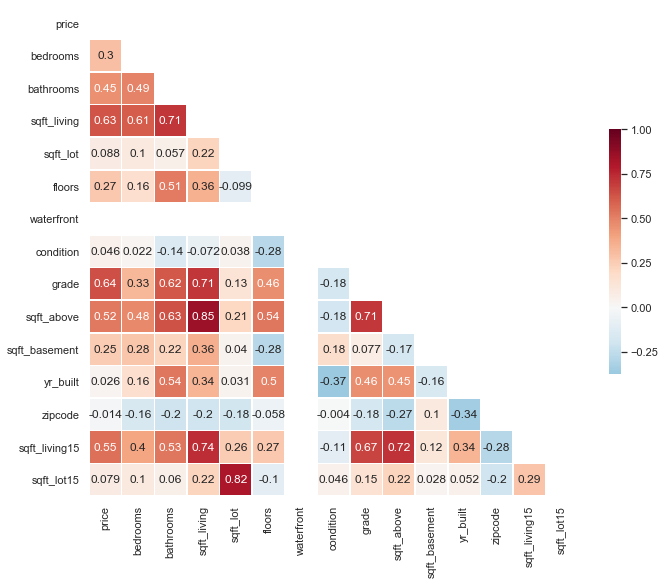 price
bedrooms 0.3
bathrooms 0.45 0.49
sqft_living 0.63 0.61 0.71
sqft_lot 0.088 0.1 0.057 0.22
floors 0.27 0.16 0.51 0.36 -0.099
waterfront
condition 0.046 0.022 -0.14 -0.072 0.038 -0.28
grade 0.64 0.33 0.62 0.71 0.13 0.46 -0.18
sqft_above 0.52 0.48 0.63 0.85 0.21 0.54 -0.18 0.71
sqft_basement 0.25 0.28 0.22 0.36 0.04 -0.28 0.18 0.077 -0.17
yr_built 0.026 0.16 0.54 0.34 0.031 0.5 -0.37 0.46 0.45 -0.16
zipcode -0.014 -0.16 -0.2 -0.2 -0.18 -0.058 -0.004 -0.18 -0.27 0.1 -0.34
sqft_living15 0.55 0.4 0.53 0.74 0.26 0.27 -0.11 0.67 0.72 0.12 0.34 -0.28
sqft_lot15 0.079 0.1 0.06 0.22 0.82 -0.1 0.046 0.15 0.22 0.028 0.052 -0.2 0.29
price
bedrooms
bathrooms
sqft_living
sqft_lot
floors
waterfront
condition
grade
sqft_above
sqft_basement
yr_built
zipcode
sqft_living15
sqft_lot15
1.00
0.75
0.50
0.25
0.00
−0.25